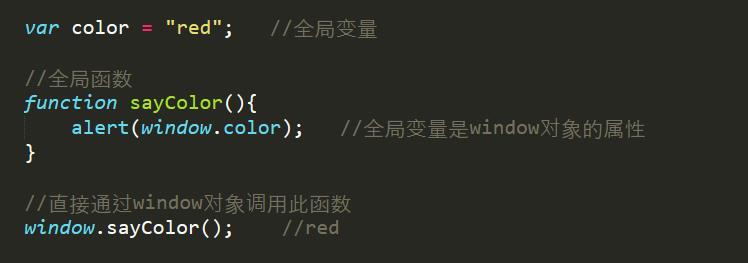 var color = "red";   //全局变量
//全局函数
function sayColor(){
    alert(window.color);   //全局变量是window对象的属性
}
//直接通过window对象调用此函数
window.sayColor();    //red